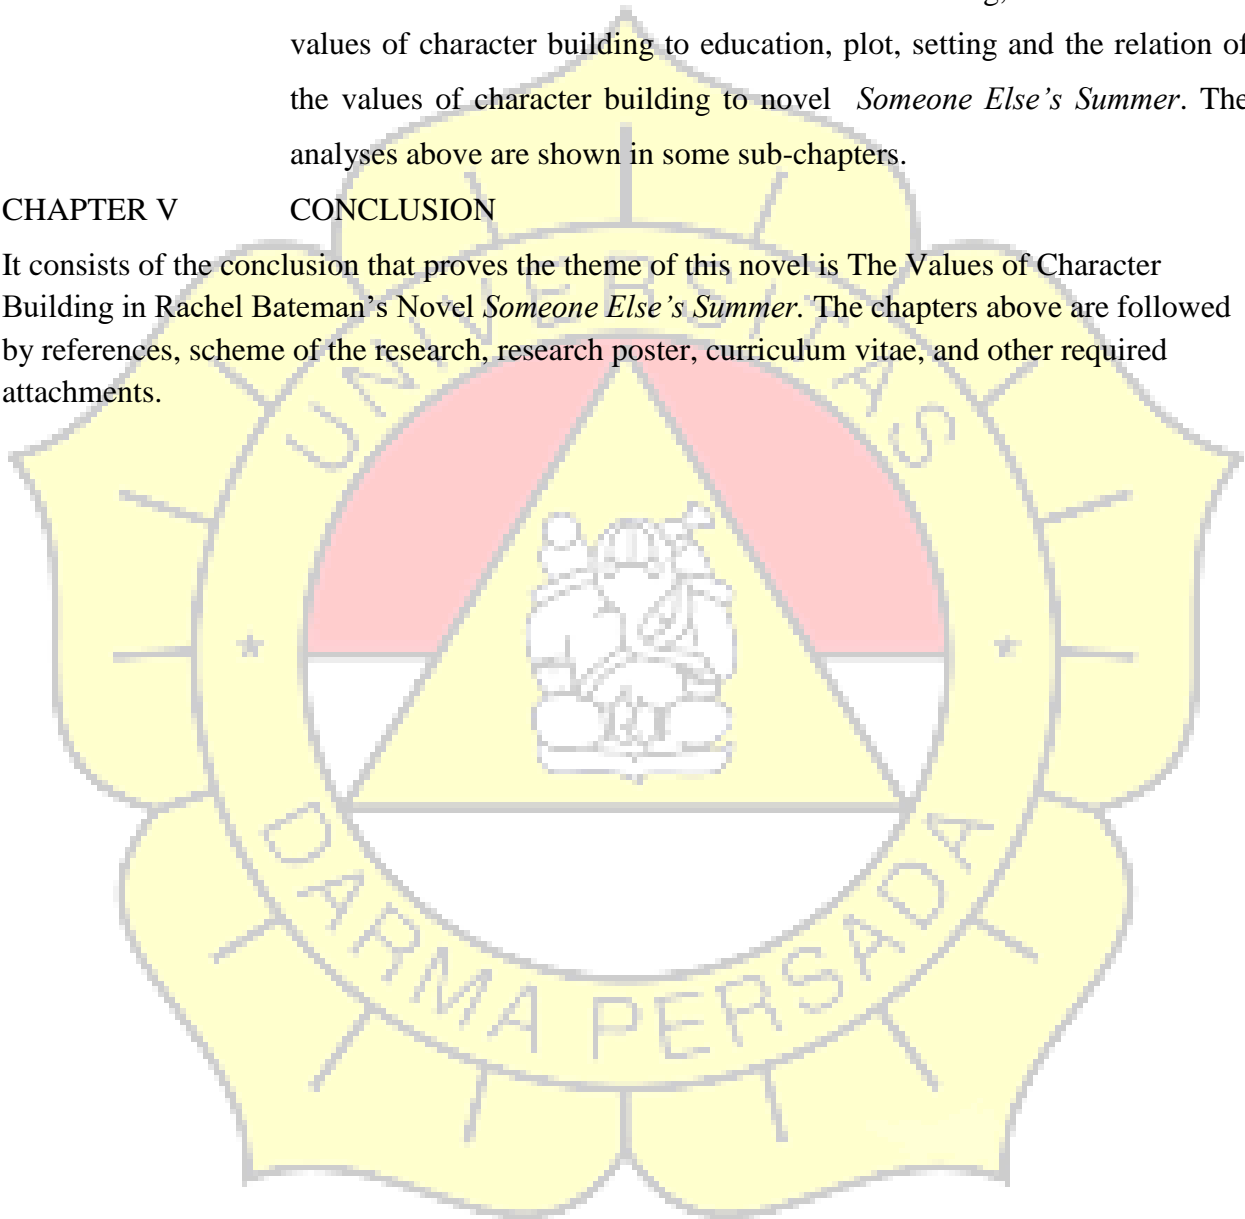 values of character building to education, plot, setting and the relation of
the values of character building to novel Someone Else's Summer. The
analyses above are shown in some sub-chapters.
CHAPTER V CONCLUSION
It consists of the conclusion that proves the theme of this novel is The Values of Character
Building in Rachel Bateman's Novel Someone Else's Summer. The chapters above are followed
by references, scheme of the research, research poster, curriculum vitae, and other required
attachments.
UNIVERSITAS
DARMA PERSADA